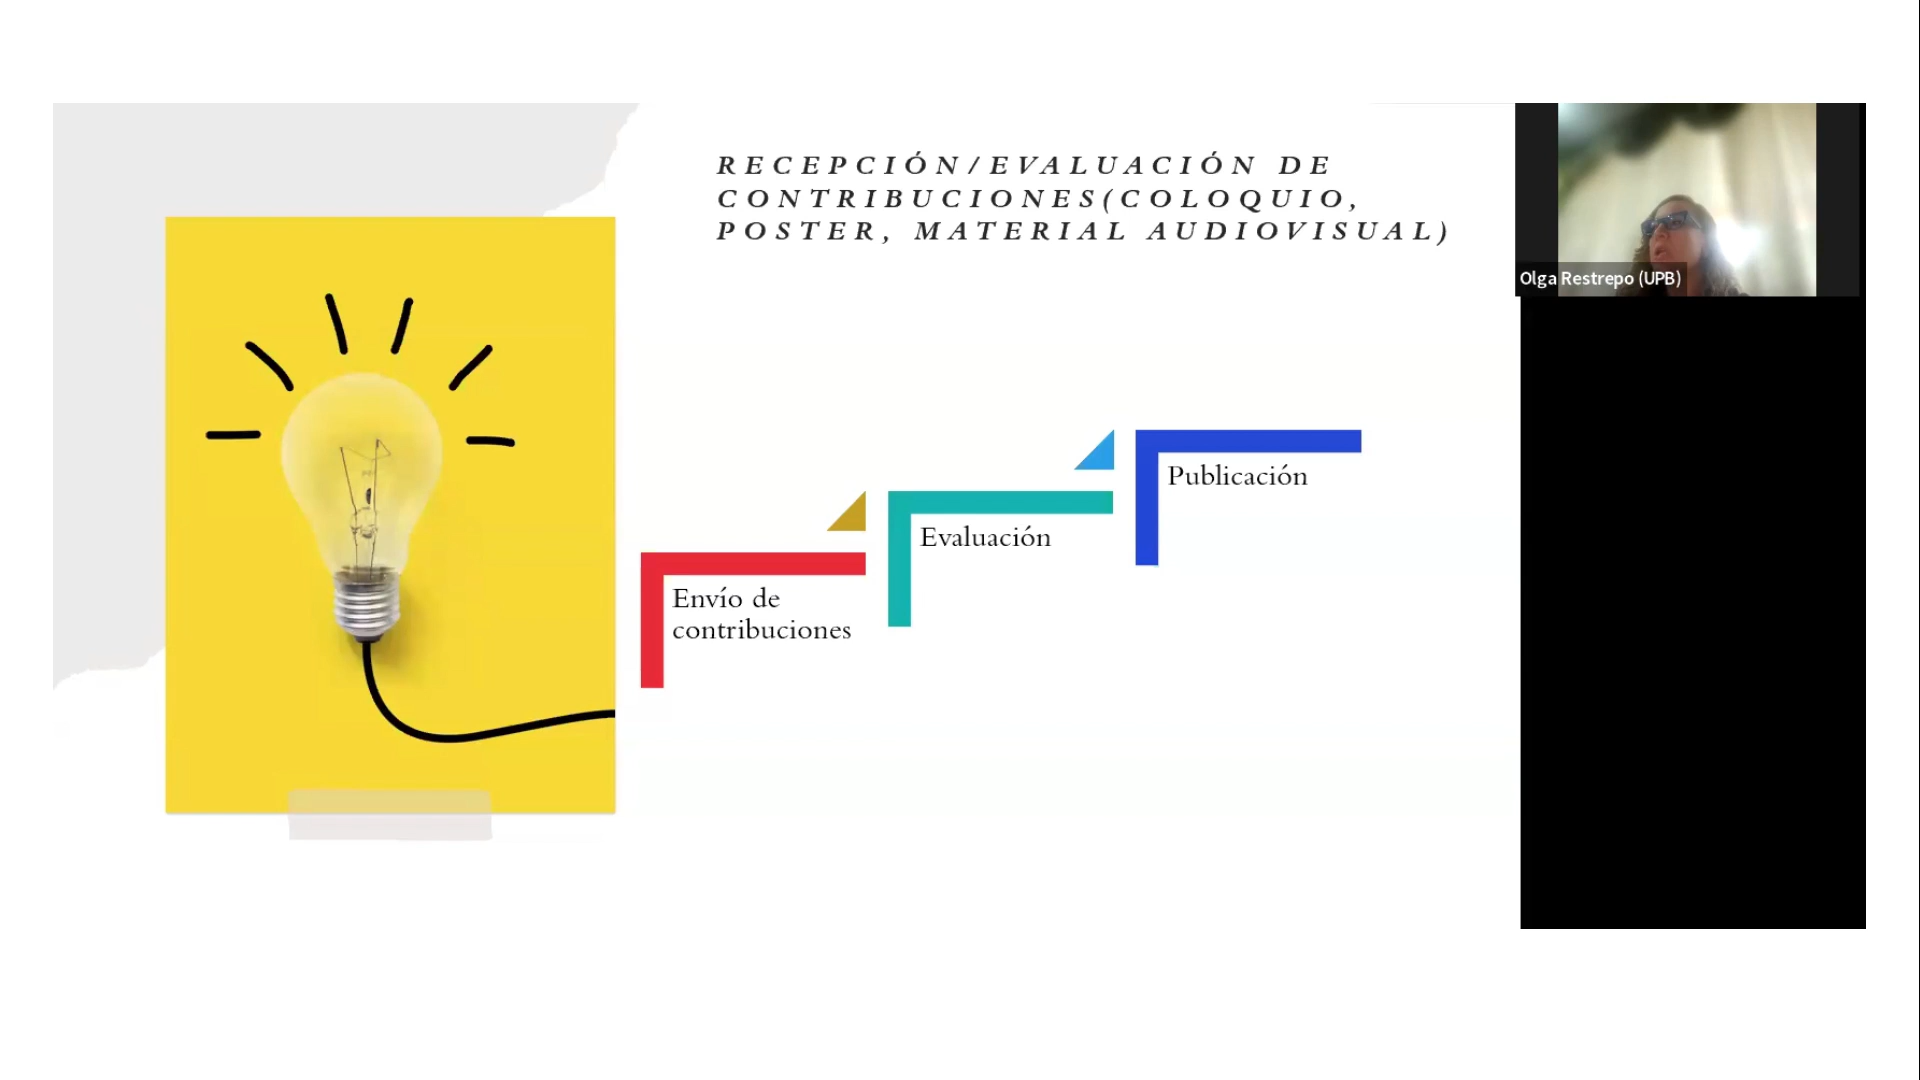 RECEPCIÓN/EVALUACIÓN DE
CONTRIBUCIONES(COLOQUIO,
POSTER, MATERIAL AUDIOVISUAL)
Olga Restrepo (UPB)
Publicación
Evaluación
Envío de
contribuciones